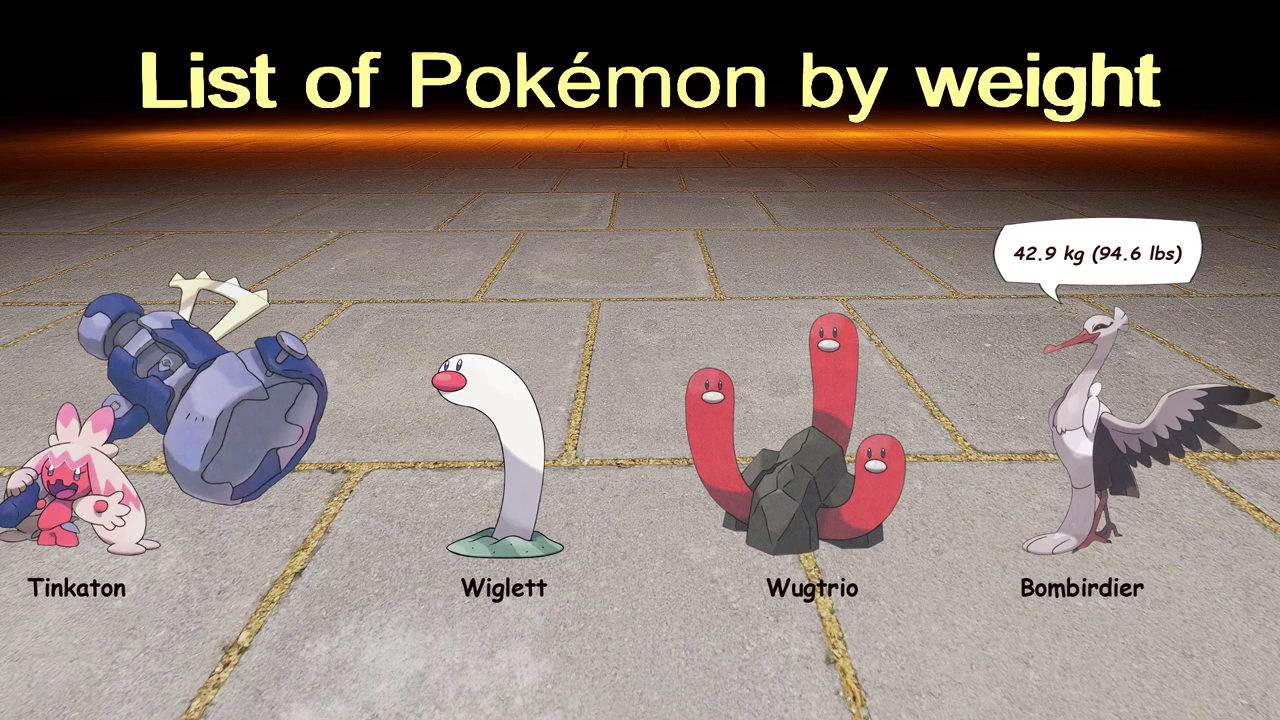 List of Pokémon by weight
42.9 kg (94.6 lbs)
Tinkaton
Wiglett
Wugtrio
Bombirdier